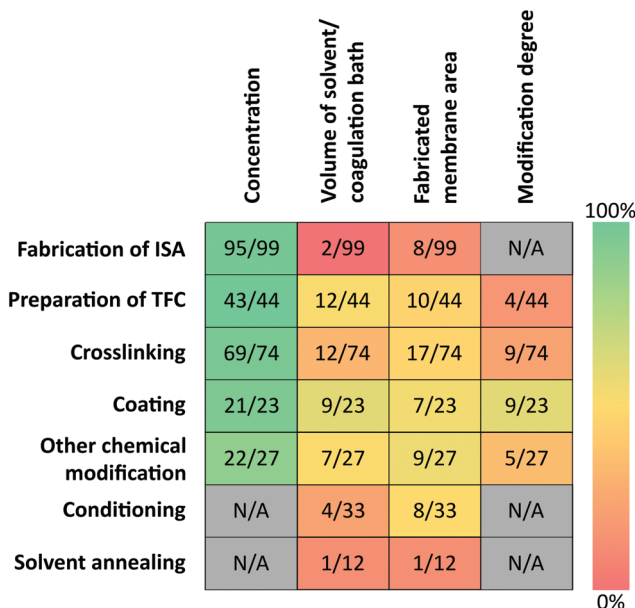 Concentration
Volume of solvent/
coagulation bath
Fabricated
membrane area
Modification degree
100%
Fabrication of ISA 95/99 2/99 8/99 N/A
Preparation of TFC 43/44 12/44 10/44 4/44
Crosslinking 69/74 12/74 17/74 9/74
Coating 21/23 9/23 7/23 9/23
Other chemical
modification 22/27 7/27 9/27 5/27
Conditioning N/A 4/33 8/33 N/A
Solvent annealing N/A 1/12 1/12 N/A
0%